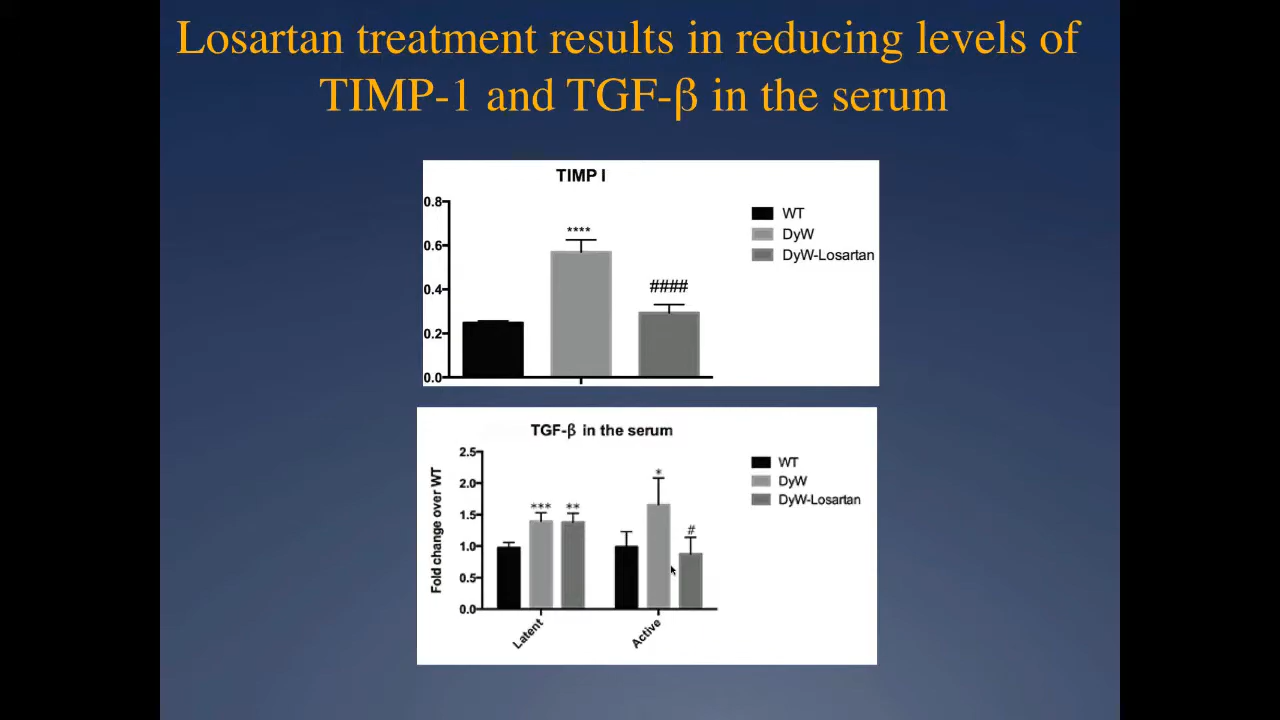 Losartan treatment results in reducing levels of
TIMP-1 and TGF-β in the serum
TIMP I
0.8
0.6
0.4
0.2
0.0
****
####
WT
DyW
DyW-Losartan
TGF-β in the serum
Fold change over WT
2.5
2.0
1.5
1.0
0.5
0.0
***
**
*
#
Latent
Active
WT
DyW
DyW-Losartan